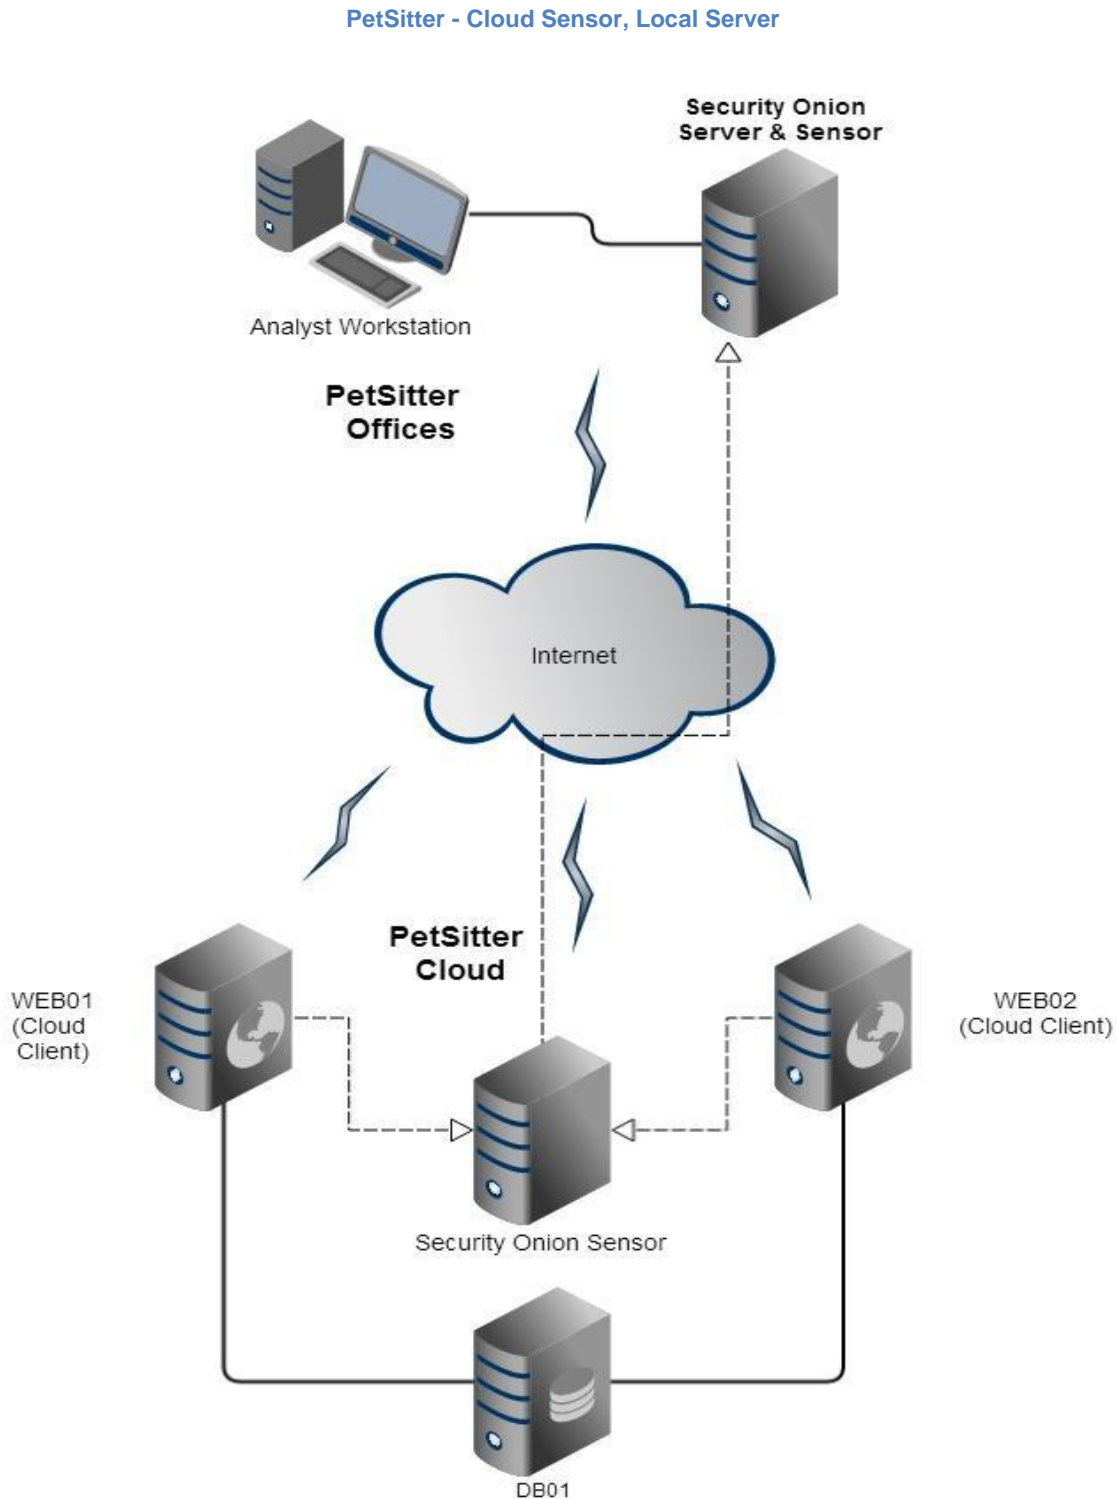 PetSitter - Cloud Sensor, Local Server
Security Onion
Server & Sensor
Analyst Workstation
PetSitter
Offices
Internet
PetSitter
Cloud
WEB01
(Cloud
Client)
WEB02
(Cloud Client)
Security Onion Sensor
DB01